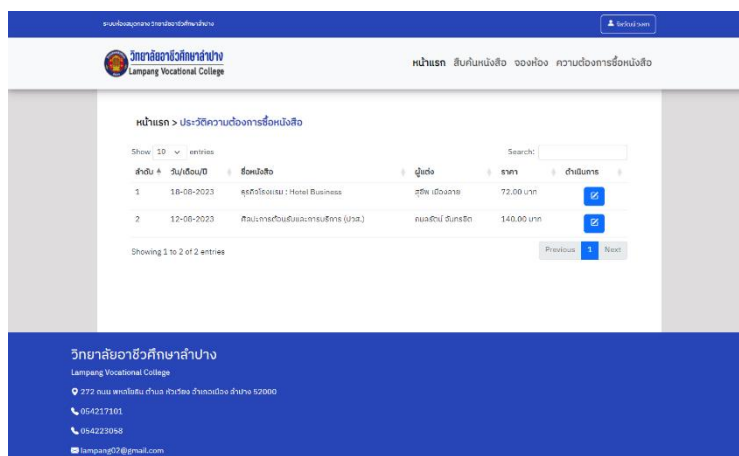 ระบบห้องสมุดกลาง วิทยาลัยอาชีวศึกษาลำปาง
วิทยาลัยอาชีวศึกษาลำปาง
Lampang Vocational College
หน้าแรก สืบค้นหนังสือ จองห้อง ความต้องการซื้อหนังสือ
หน้าแรก > ประวัติความต้องการซื้อหนังสือ
Show 10 entries Search:
ลำดับ วัน/เดือน/ปี ชื่อหนังสือ ผู้แต่ง ราคา ดำเนินการ
1 18-08-2023 ธุรกิจโรงแรม : Hotel Business สุชีพ เมืองอาย 72.00 บาท
2 12-08-2023 ศิลปะการต้อนรับและการบริการ (ปวส.) กมลรัตน์ จันทรชิต 140.00 บาท
Showing 1 to 2 of 2 entries Previous 1 Next
วิทยาลัยอาชีวศึกษาลำปาง
Lampang Vocational College
272 ถนน พหลโยธิน ตำบล หัวเวียง อำเภอเมือง ลำปาง 52000
054217101
054223058
lampang02@gmail.com